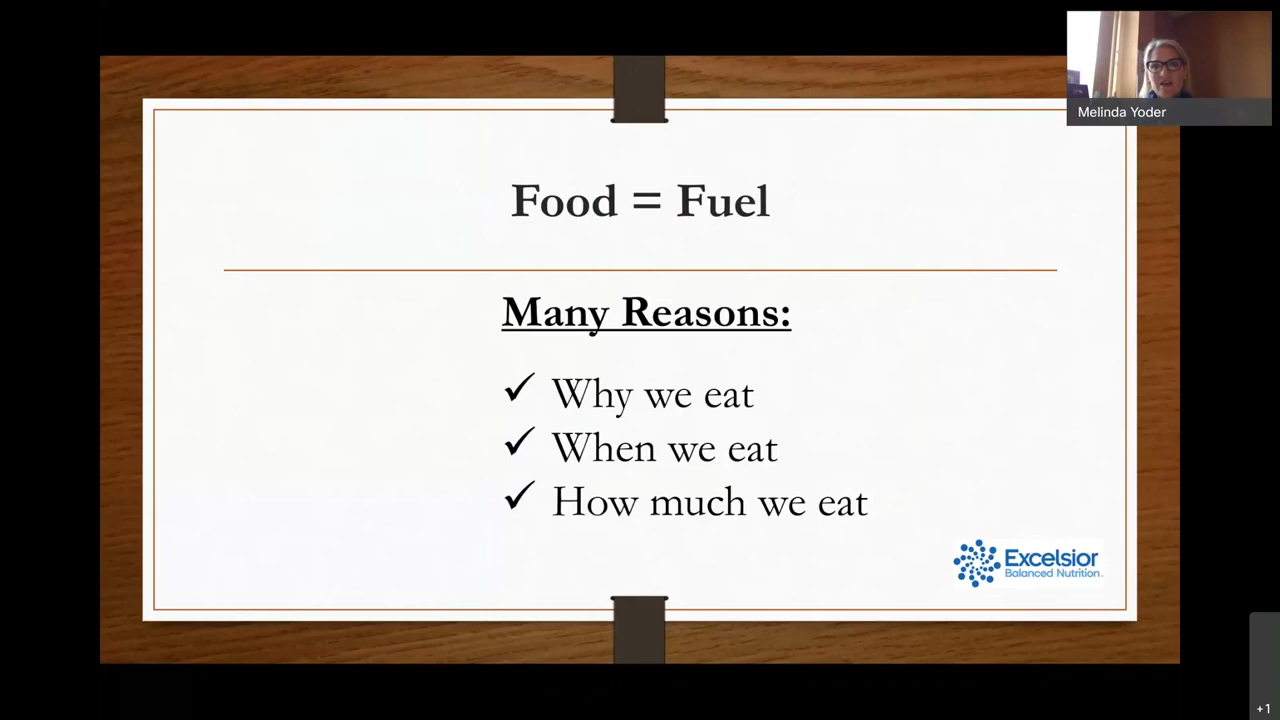 Melinda Yoder
Food = Fuel
Many Reasons:
✓ Why we eat
✓ When we eat
✓ How much we eat
Excelsior
Balanced Nutrition
+1